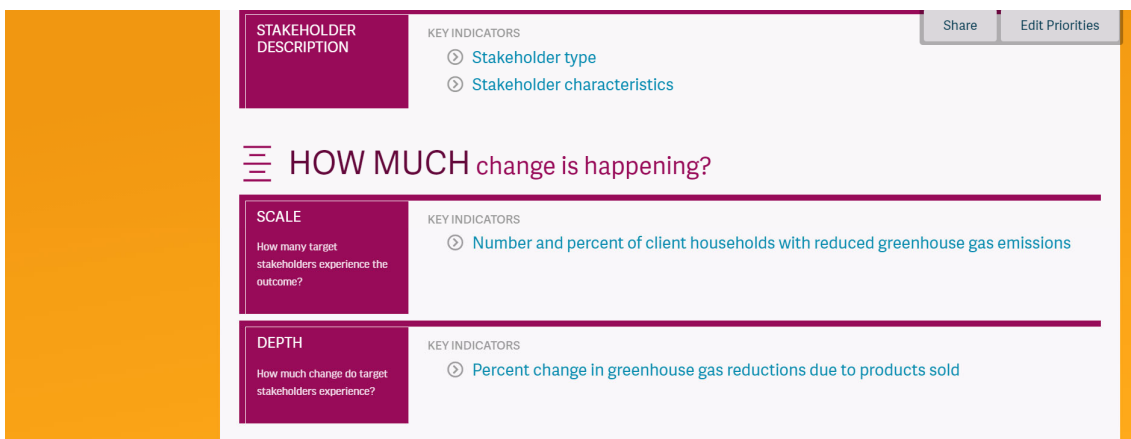 Share
Edit Priorities
STAKEHOLDER
DESCRIPTION
KEY INDICATORS
Stakeholder type
Stakeholder characteristics
HOW MUCH change is happening?
SCALE
How many target
stakeholders experience the
outcome?
KEY INDICATORS
Number and percent of client households with reduced greenhouse gas emissions
DEPTH
How much change do target
stakeholders experience?
KEY INDICATORS
Percent change in greenhouse gas reductions due to products sold